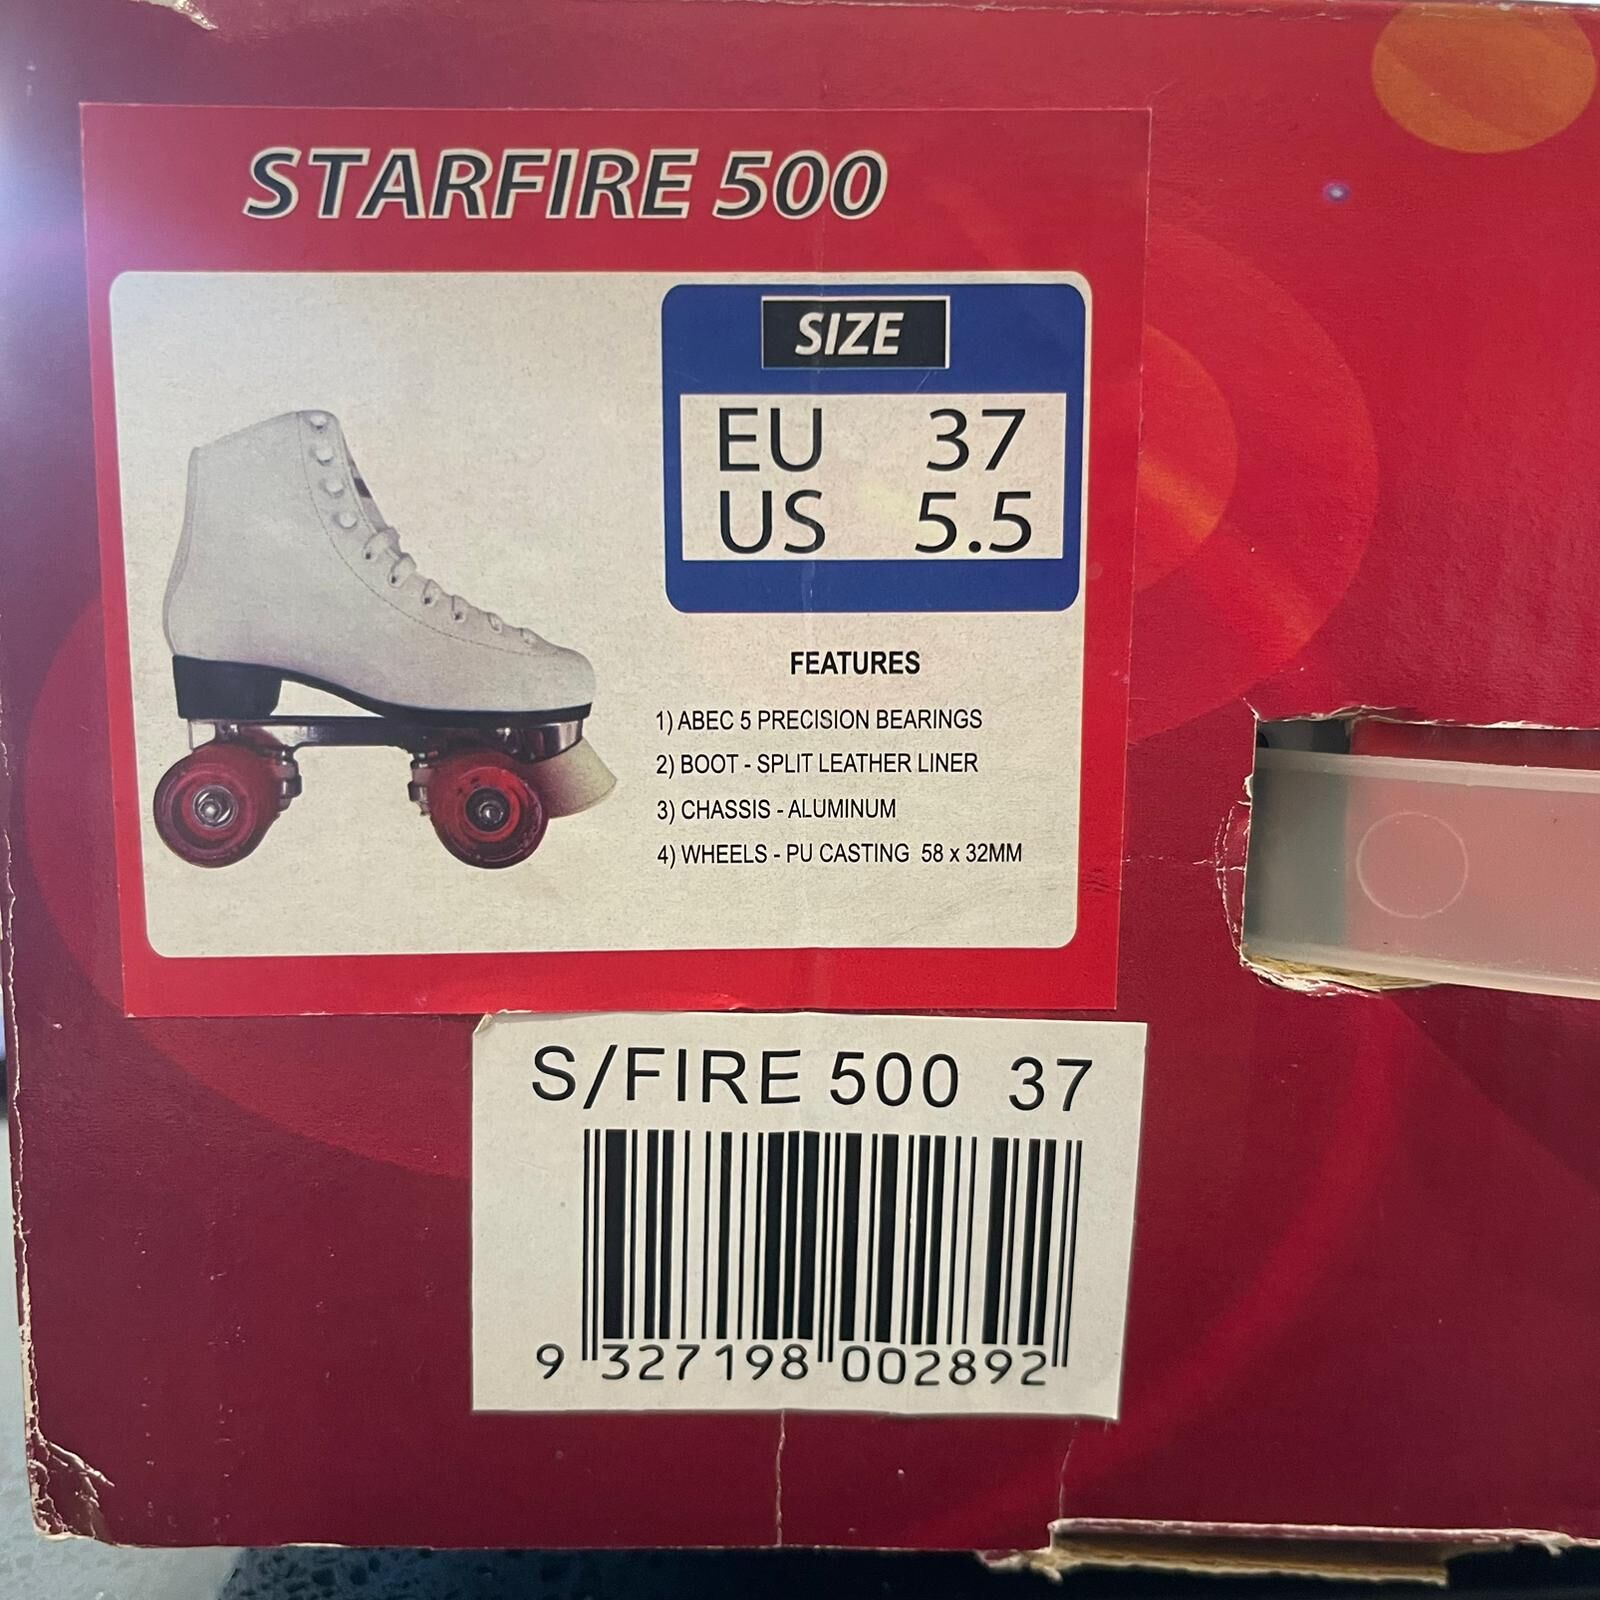 STARFIRE 500
SIZE
EU 37
US 5.5
FEATURES
1) ABEC 5 PRECISION BEARINGS
2) BOOT - SPLIT LEATHER LINER
3) CHASSIS - ALUMINUM
4) WHEELS - PU CASTING 58 x 32MM
S/FIRE 500 37
9 327198 002892